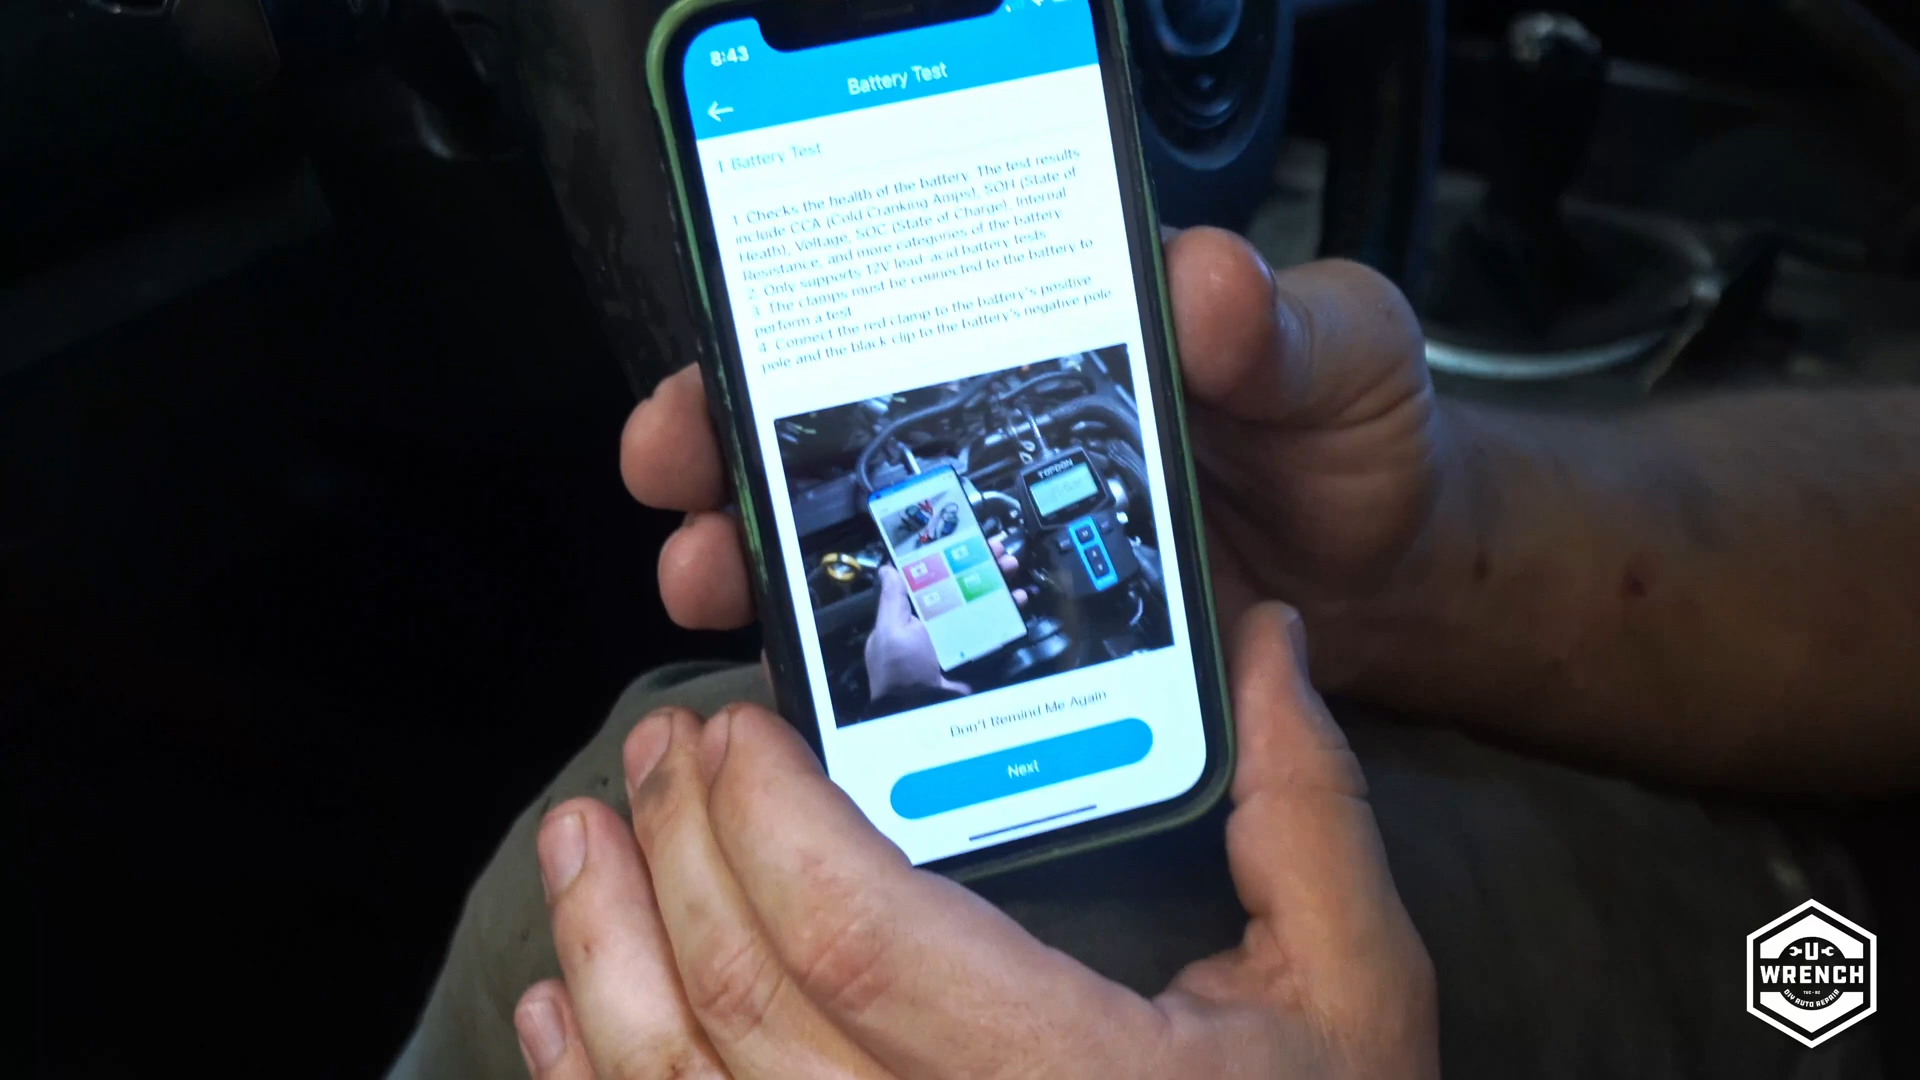 8:43
Battery Test
1 Battery Test
1. Checks the health of the battery. The test results
include CCA (Cold Cranking Amps), SOH (State of
Heath), Voltage, SOC (State of Charge), Internal
Resistance, and more categories of the battery
2. Only supports 12V lead-acid battery tests
3. The clamps must be connected to the battery to
perform a test
4. Connect the red clamp to the battery's positive
pole and the black clip to the battery's negative pole
TOPDON
Don't Remind Me Again
Next
U
WRENCH
TUC - AZ
DIY AUTO REPAIR